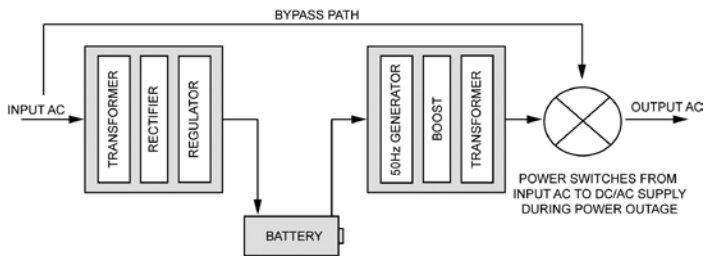 BYPASS PATH
INPUT AC
TRANSFORMER
RECTIFIER
REGULATOR
50Hz GENERATOR
BOOST
TRANSFORMER
OUTPUT AC
POWER SWITCHES FROM
INPUT AC TO DC/AC SUPPLY
DURING POWER OUTAGE
BATTERY